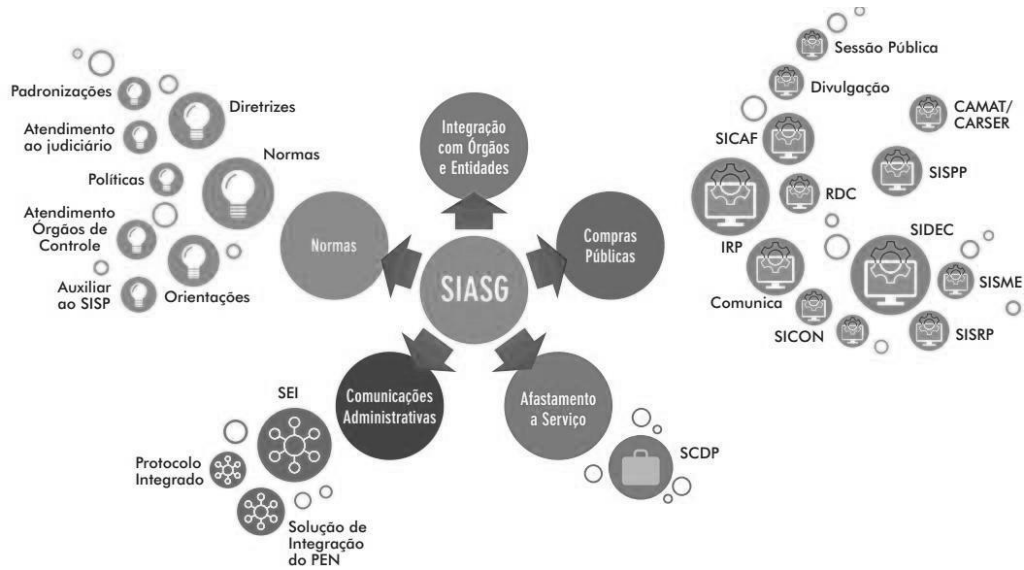 Padronizações
Diretrizes
Atendimento
ao judiciário
Normas
Políticas
Atendimento
Órgãos de
Controle
Auxiliar
ao SISP
Orientações
Integração
com Órgãos
e Entidades
Normas
SIASG
Compras
Públicas
Comunicações
Administrativas
Afastamento
a Serviço
SEI
Protocolo
Integrado
Solução de
Integração
do PEN
SCDP
Sessão Pública
Divulgação
CAMAT/
CARSER
SICAF
SISPP
RDC
IRP
SIDEC
Comunica
SISME
SICON
SISRP